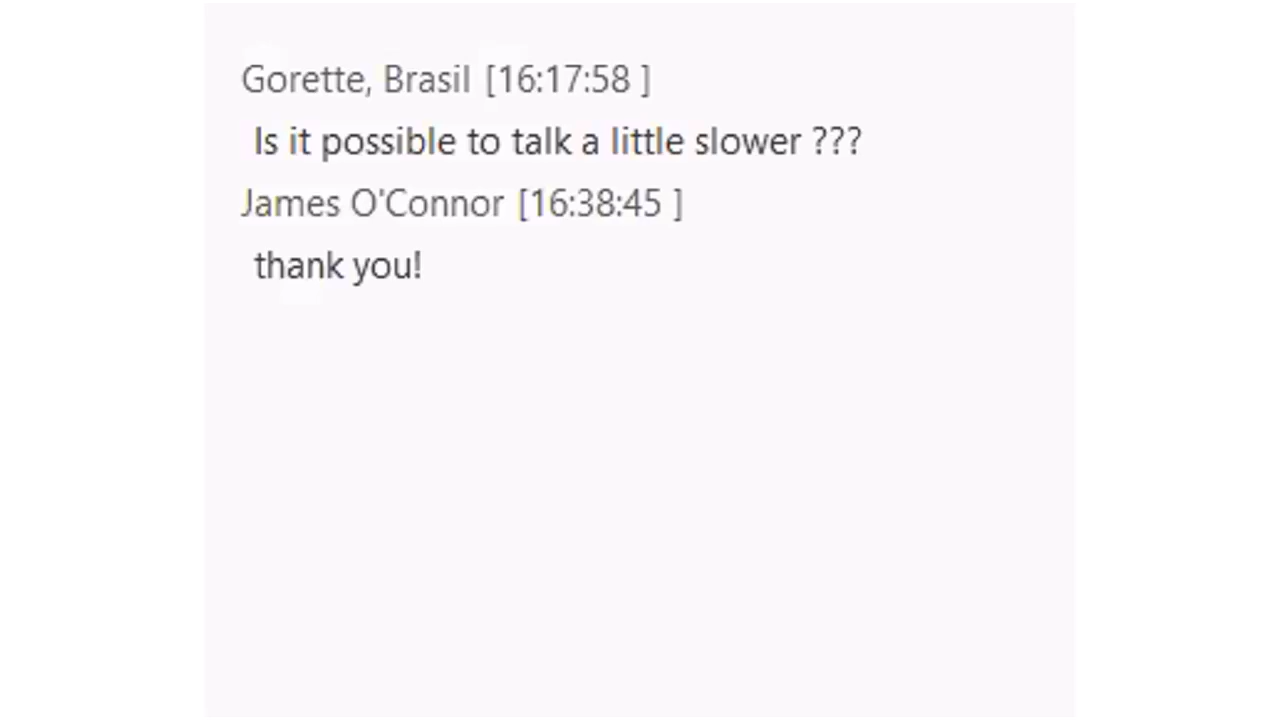 Gorette, Brasil [16:17:58 ]
Is it possible to talk a little slower ???
James O'Connor [16:38:45 ]
thank you!